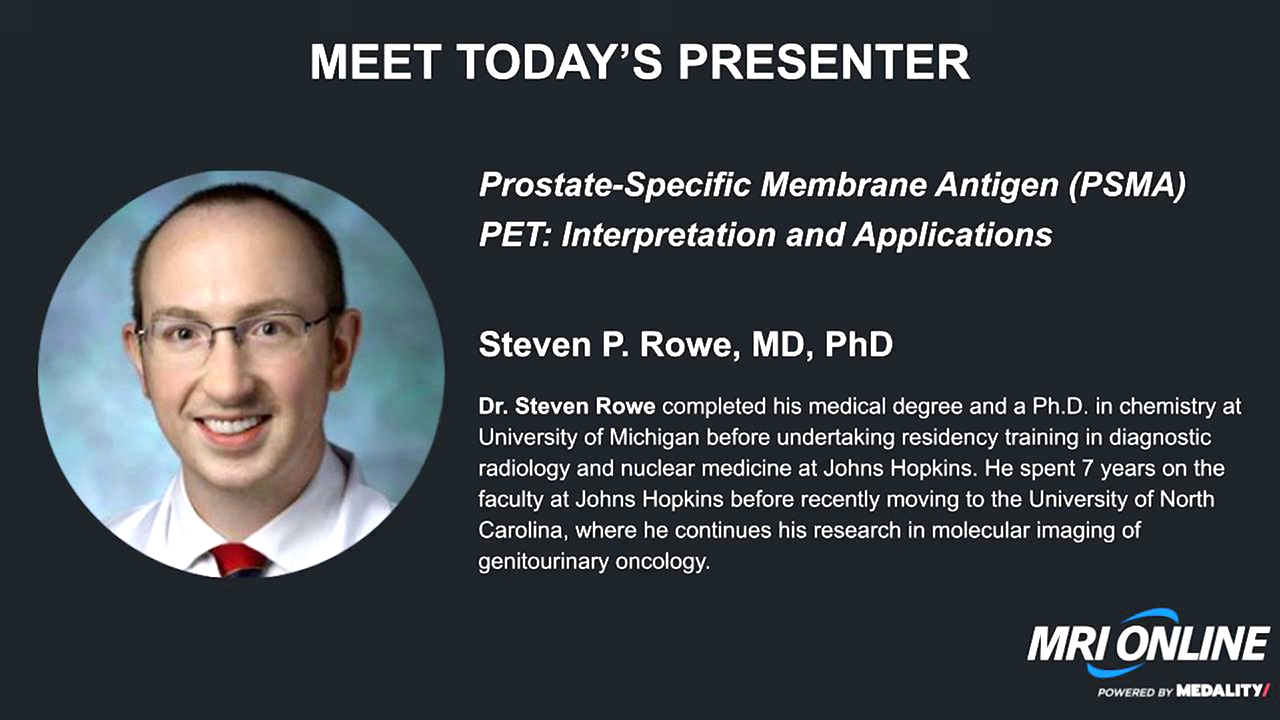 MEET TODAY’S PRESENTER
Prostate-Specific Membrane Antigen (PSMA)
PET: Interpretation and Applications
Steven P. Rowe, MD, PhD
Dr. Steven Rowe completed his medical degree and a Ph.D. in chemistry at
University of Michigan before undertaking residency training in diagnostic
radiology and nuclear medicine at Johns Hopkins. He spent 7 years on the
faculty at Johns Hopkins before recently moving to the University of North
Carolina, where he continues his research in molecular imaging of
genitourinary oncology.
MRI ONLINE
POWERED BY MEDALITY/